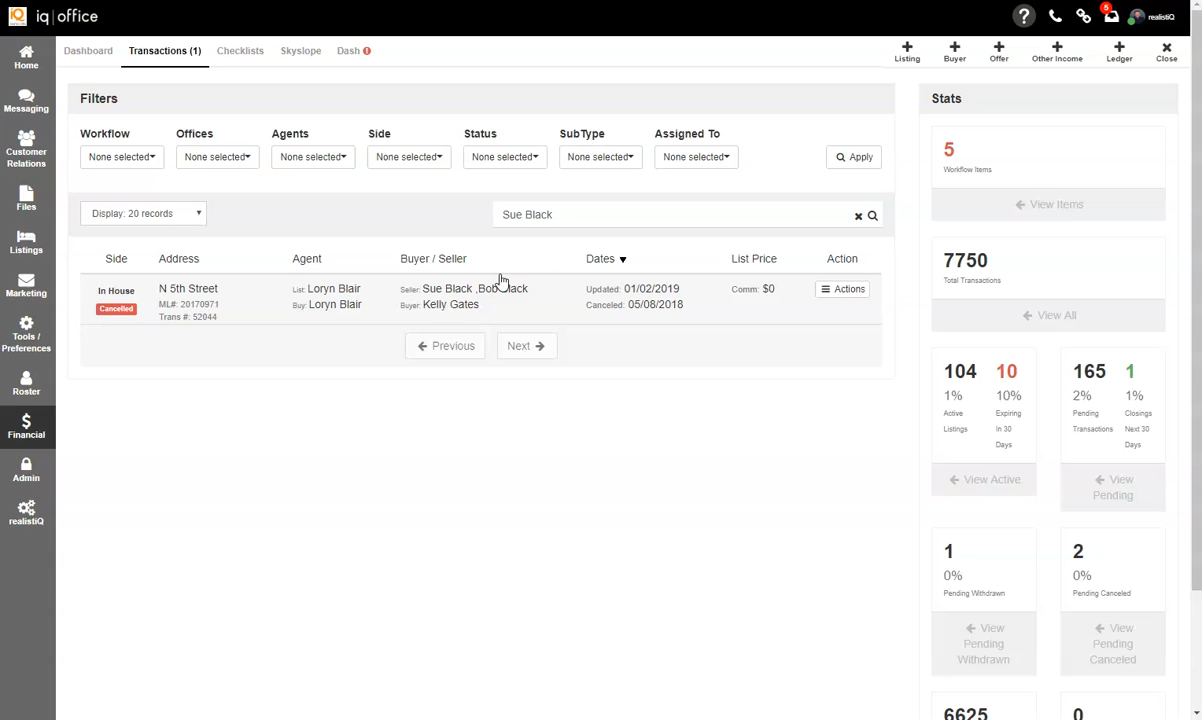 iq office
?
5
realistiQ
Home
Messaging
Customer
Relations
Files
Listings
Marketing
Tools /
Preferences
Roster
$
Financial
Admin
realistiQ
Dashboard
Transactions (1)
Checklists
Skyslope
Dash
Listing
Buyer
Offer
Other Income
Ledger
Close
Filters
Workflow
Offices
Agents
Side
Status
SubType
Assigned To
None selected
None selected
None selected
None selected
None selected
None selected
None selected
Apply
Display: 20 records
Sue Black
Side
Address
Agent
Buyer / Seller
Dates
List Price
Action
In House
Cancelled
N 5th Street
ML#: 20170971
Trans #: 52044
List: Loryn Blair
Buy: Loryn Blair
Seller: Sue Black ,Bob Black
Buyer: Kelly Gates
Updated: 01/02/2019
Canceled: 05/08/2018
Comm: $0
Actions
Previous
Next
Stats
5
Workflow Items
View Items
7750
Total Transactions
View All
104
10
1%
10%
Active
Listings
Expiring
In 30
Days
View Active
165
1
2%
1%
Pending
Transactions
Closings
Next 30
Days
View
Pending
1
0%
Pending Withdrawn
View
Pending
Withdrawn
2
0%
Pending Canceled
View
Pending
Canceled
6625
0